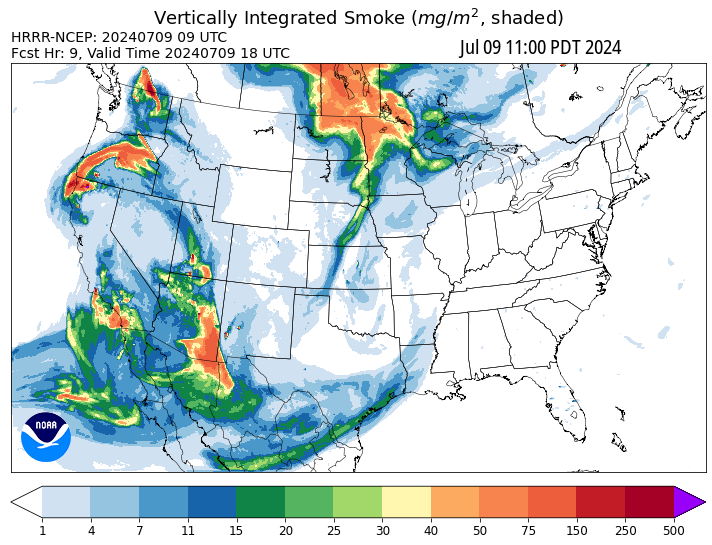 Vertically Integrated Smoke (mg/m², shaded)
HRRR-NCEP: 20240709 09 UTC
Fcst Hr: 9, Valid Time 20240709 18 UTC
Jul 09 11:00 PDT 2024
NOAA
1 4 7 11 15 20 25 30 40 50 75 150 250 500